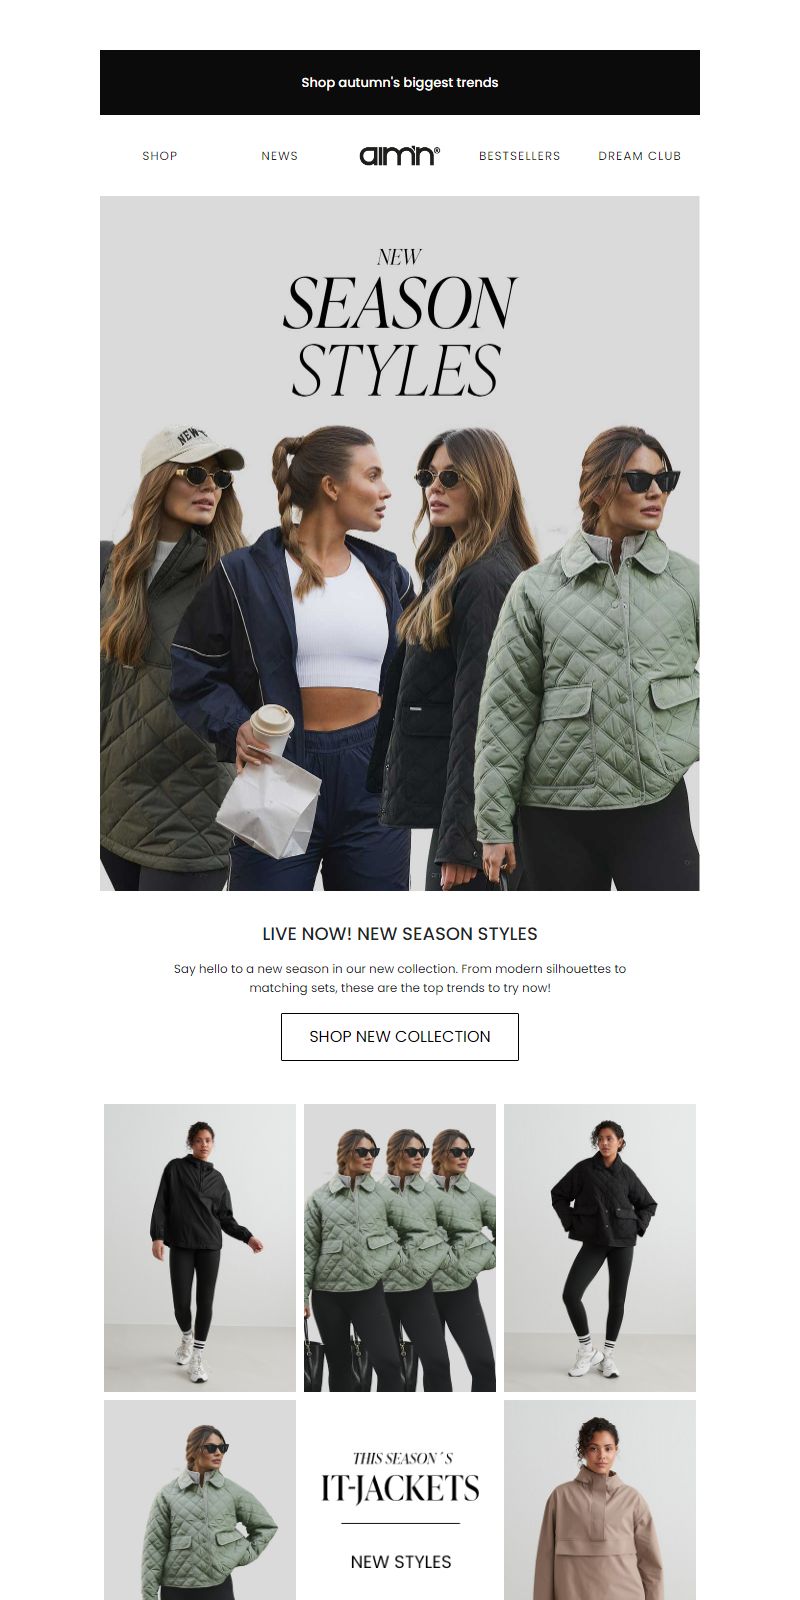 Shop autumn's biggest trends
SHOP NEWS aim'n® BESTSELLERS DREAM CLUB
NEW
SEASON
STYLES
LIVE NOW! NEW SEASON STYLES
Say hello to a new season in our new collection. From modern silhouettes to
matching sets, these are the top trends to try now!
SHOP NEW COLLECTION
THIS SEASON´S
IT-JACKETS
NEW STYLES